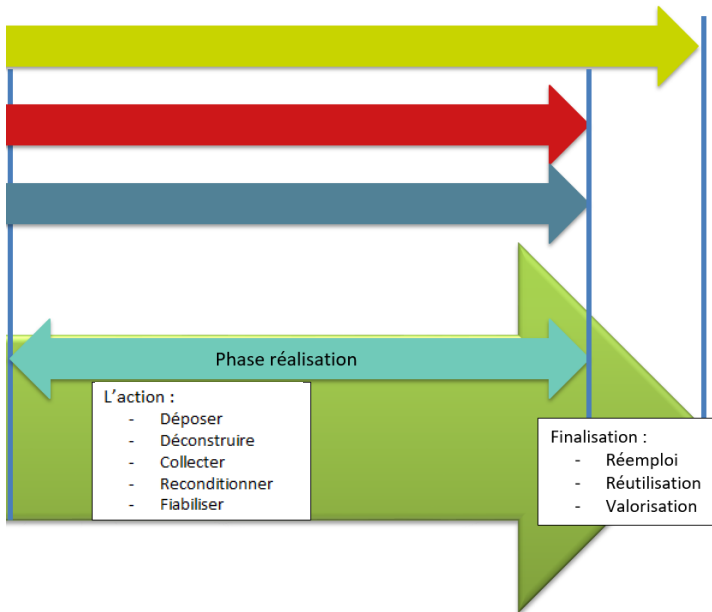 Phase réalisation
L'action :
- Déposer
- Déconstruire
- Collecter
- Reconditionner
- Fiabiliser
Finalisation :
- Réemploi
- Réutilisation
- Valorisation